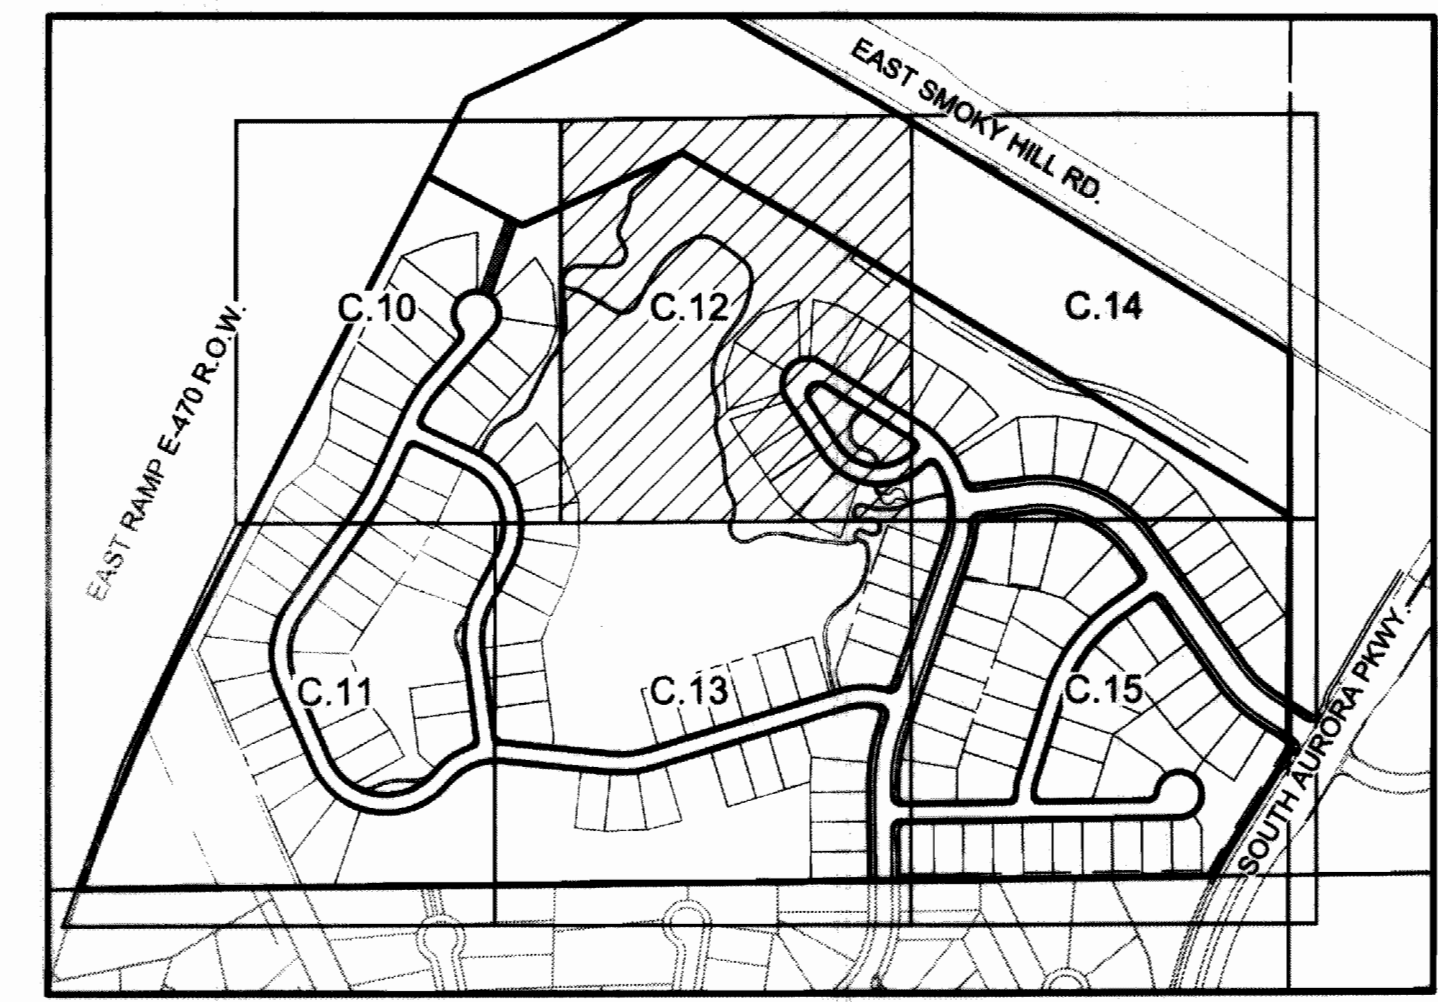 EAST SMOKY HILL RD.
C.10
C.12
C.14
EAST RAMP E-470 R.O.W.
C.11
C.13
C.15
SOUTH AURORA PKWY.